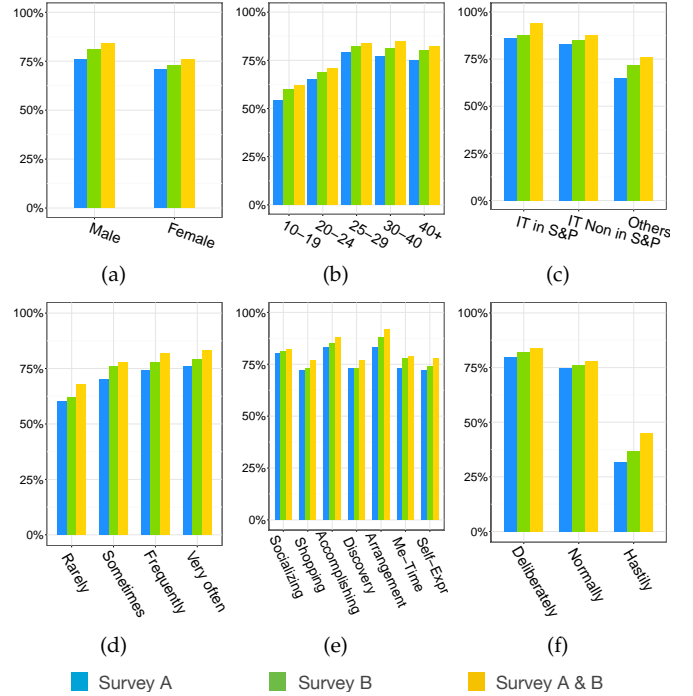 100%
75%
50%
25%
0%
Male
Female
(a)
100%
75%
50%
25%
0%
10–19
20–24
25–29
30–40
40+
(b)
100%
75%
50%
25%
0%
IT in S&P
IT Non in S&P
Others
(c)
100%
75%
50%
25%
0%
Rarely
Sometimes
Frequently
Very often
(d)
100%
75%
50%
25%
0%
Socializing
Shopping
Accomplishing
Discovery
Arrangement
Me–Time
Self–Expr
(e)
100%
75%
50%
25%
0%
Deliberately
Normally
Hastily
(f)
Survey A
Survey B
Survey A & B